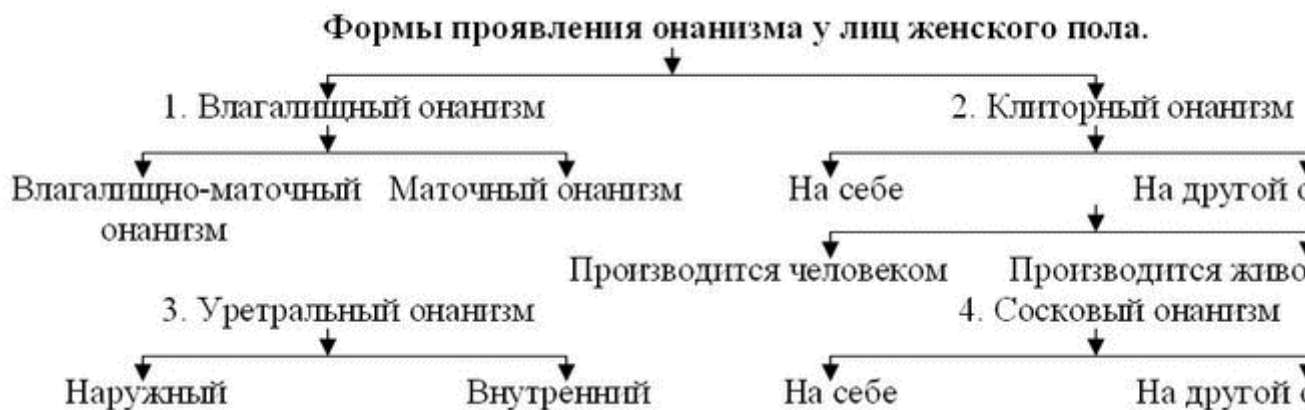 Формы проявления онанизма у лиц женского пола.
1. Влагалищный онанизм 2. Клиторный онанизм
Влагалищно-маточный Маточный онанизм На себе На другой
онанизм
Производится человеком Производится
3. Уретральный онанизм 4. Сосковый онанизм
Наружный Внутренний На себе На другой